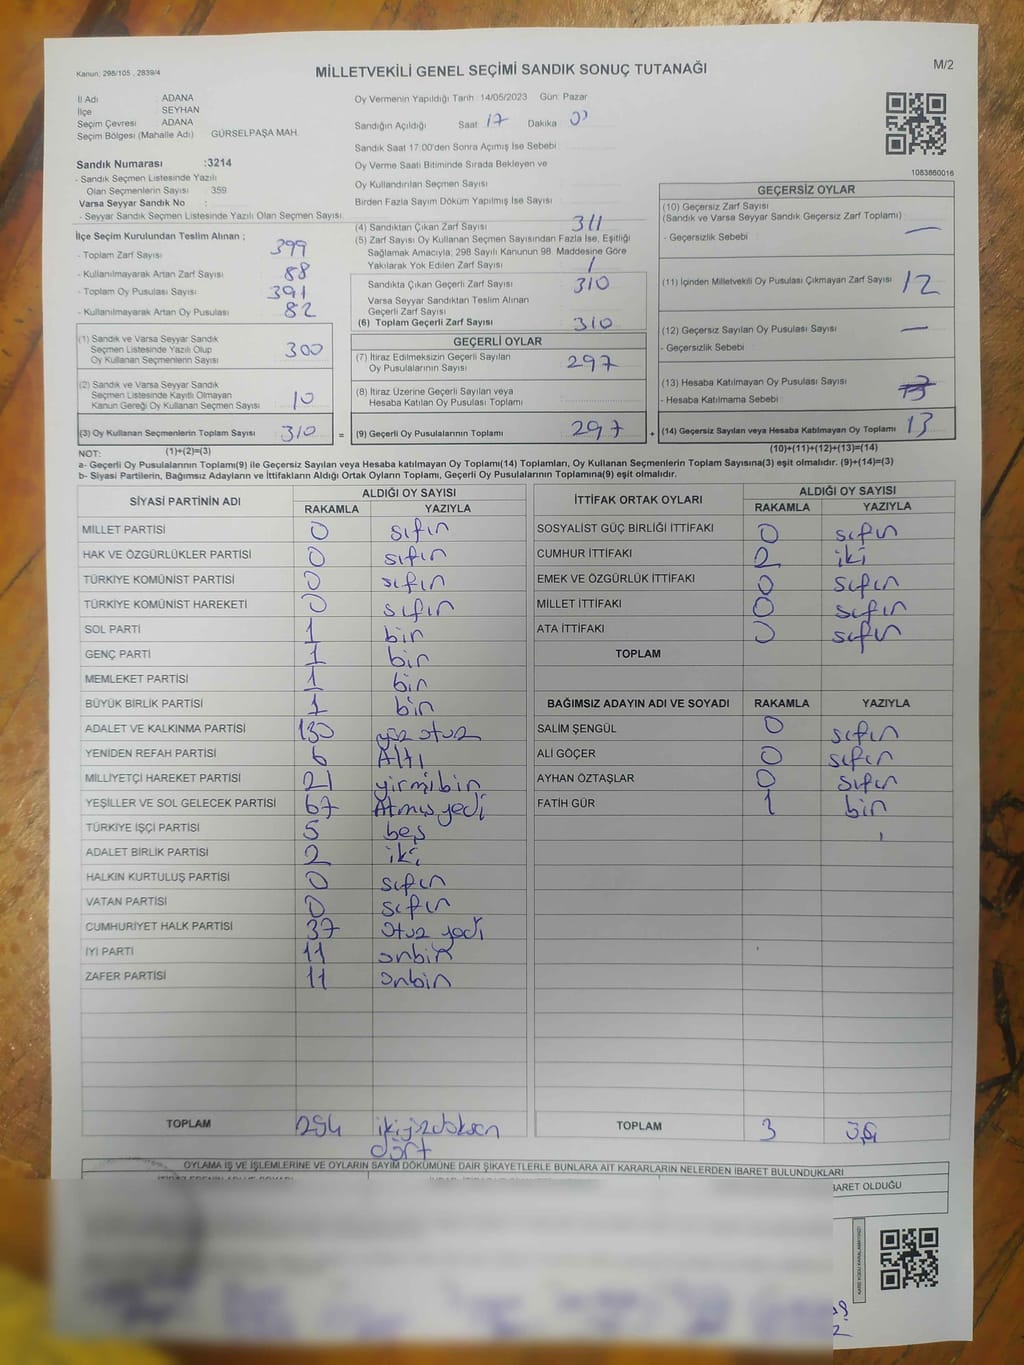 Kanun; 298/105 , 2839/4
MİLLETVEKİLİ GENEL SEÇİMİ SANDIK SONUÇ TUTANAĞI
M/2
İl Adı ADANA
İlçe SEYHAN
Seçim Çevresi ADANA
Seçim Bölgesi (Mahalle Adı) GÜRSELPAŞA MAH.
Sandık Numarası :3214
- Sandık Seçmen Listesinde Yazılı
Olan Seçmenlerin Sayısı : 359
Varsa Seyyar Sandık No :
- Seyyar Sandık Seçmen Listesinde Yazılı Olan Seçmen Sayısı
İlçe Seçim Kurulundan Teslim Alınan ;
- Toplam Zarf Sayısı 399
- Kullanılmayarak Artan Zarf Sayısı 88
- Toplam Oy Pusulası Sayısı 391
- Kullanılmayarak Artan Oy Pusulası 82
(1) Sandık ve Varsa Seyyar Sandık
Seçmen Listesinde Yazılı Olup
Oy Kullanan Seçmenlerin Sayısı 300
(2) Sandık ve Varsa Seyyar Sandık
Seçmen Listesinde Kayıtlı Olmayan
Kanun Gereği Oy Kullanan Seçmen Sayısı 10
(3) Oy Kullanan Seçmenlerin Toplam Sayısı 310 =
Oy Vermenin Yapıldığı Tarih: 14/05/2023 Gün: Pazar
Sandığın Açıldığı Saat: 17 Dakika 00
Sandık Saat 17:00'den Sonra Açımış İse Sebebi
Oy Verme Saati Bitiminde Sırada Bekleyen ve
Oy Kullandırılan Seçmen Sayısı
Birden Fazla Sayım Döküm Yapılmış İse Sayısı
(4) Sandıktan Çıkan Zarf Sayısı 311
(5) Zarf Sayısı Oy Kullanan Seçmen Sayısından Fazla İse, Eşitliği
Sağlamak Amacıyla; 298 Sayılı Kanunun 98. Maddesine Göre
Yakılarak Yok Edilen Zarf Sayısı 1
Sandıkta Çıkan Geçerli Zarf Sayısı 310
Varsa Seyyar Sandıktan Teslim Alınan
Geçerli Zarf Sayısı
(6) Toplam Geçerli Zarf Sayısı 310
GEÇERLİ OYLAR
(7) İtiraz Edilmeksizin Geçerli Sayılan
Oy Pusulalarının Sayısı 297
(8) İtiraz Üzerine Geçerli Sayılan veya
Hesaba Katılan Oy Pusulası Toplamı
(9) Geçerli Oy Pusulalarının Toplamı 297 +
1083860016
GEÇERSİZ OYLAR
(10) Geçersiz Zarf Sayısı
(Sandık ve Varsa Seyyar Sandık Geçersiz Zarf Toplamı)
- Geçersizlik Sebebi : —
(11) İçinden Milletvekili Oy Pusulası Çıkmayan Zarf Sayısı 12
(12) Geçersiz Sayılan Oy Pusulası Sayısı —
- Geçersizlik Sebebi :
(13) Hesaba Katılmayan Oy Pusulası Sayısı
- Hesaba Katılmama Sebebi :
(14) Geçersiz Sayılan veya Hesaba Katılmayan Oy Toplamı 13
NOT: (1)+(2)=(3) (10)+(11)+(12)+(13)=(14)
a- Geçerli Oy Pusulalarının Toplamı(9) ile Geçersiz Sayılan veya Hesaba katılmayan Oy Toplamı(14) Toplamları, Oy Kullanan Seçmenlerin Toplam Sayısına(3) eşit olmalıdır. (9)+(14)=(3)
b- Siyasi Partilerin, Bağımsız Adayların ve İttifakların Aldığı Ortak Oyların Toplamı, Geçerli Oy Pusulalarının Toplamına(9) eşit olmalıdır.
SİYASİ PARTİNİN ADI ALDIĞI OY SAYISI
RAKAMLA YAZIYLA
MİLLET PARTİSİ 0 sıfır
HAK VE ÖZGÜRLÜKLER PARTİSİ 0 sıfır
TÜRKİYE KOMÜNİST PARTİSİ 0 sıfır
TÜRKİYE KOMÜNİST HAREKETİ 0 sıfır
SOL PARTİ 1 bir
GENÇ PARTİ 1 bir
MEMLEKET PARTİSİ 1 bir
BÜYÜK BİRLİK PARTİSİ 1 bir
ADALET VE KALKINMA PARTİSİ 130 yüz otuz
YENİDEN REFAH PARTİSİ 6 Altı
MİLLİYETÇİ HAREKET PARTİSİ 21 yirmibir
YEŞİLLER VE SOL GELECEK PARTİSİ 67 Atmış yedi
TÜRKİYE İŞÇİ PARTİSİ 5 beş
ADALET BİRLİK PARTİSİ 2 iki
HALKIN KURTULUŞ PARTİSİ 0 sıfır
VATAN PARTİSİ 0 sıfır
CUMHURİYET HALK PARTİSİ 37 otuz yedi
İYİ PARTİ 11 onbir
ZAFER PARTİSİ 11 onbir
TOPLAM 294 ikiyüzdoksan
dört
İTTİFAK ORTAK OYLARI ALDIĞI OY SAYISI
RAKAMLA YAZIYLA
SOSYALİST GÜÇ BİRLİĞİ İTTİFAKI 0 sıfır
CUMHUR İTTİFAKI 2 iki
EMEK VE ÖZGÜRLÜK İTTİFAKI 0 sıfır
MİLLET İTTİFAKI 0 sıfır
ATA İTTİFAKI 0 sıfır
TOPLAM
BAĞIMSIZ ADAYIN ADI VE SOYADI RAKAMLA YAZIYLA
SALİM ŞENGÜL 0 sıfır
ALİ GÖÇER 0 sıfır
AYHAN ÖZTAŞLAR 0 sıfır
FATİH GÜR 1 bir
TOPLAM 3 üç
OYLAMA İŞ VE İŞLEMLERİNE VE OYLARIN SAYIM DÖKÜMÜNE DAİR ŞİKAYETLERLE BUNLARA AİT KARARLARIN NELERDEN İBARET BULUNDUKLARI
BARET OLDUĞU